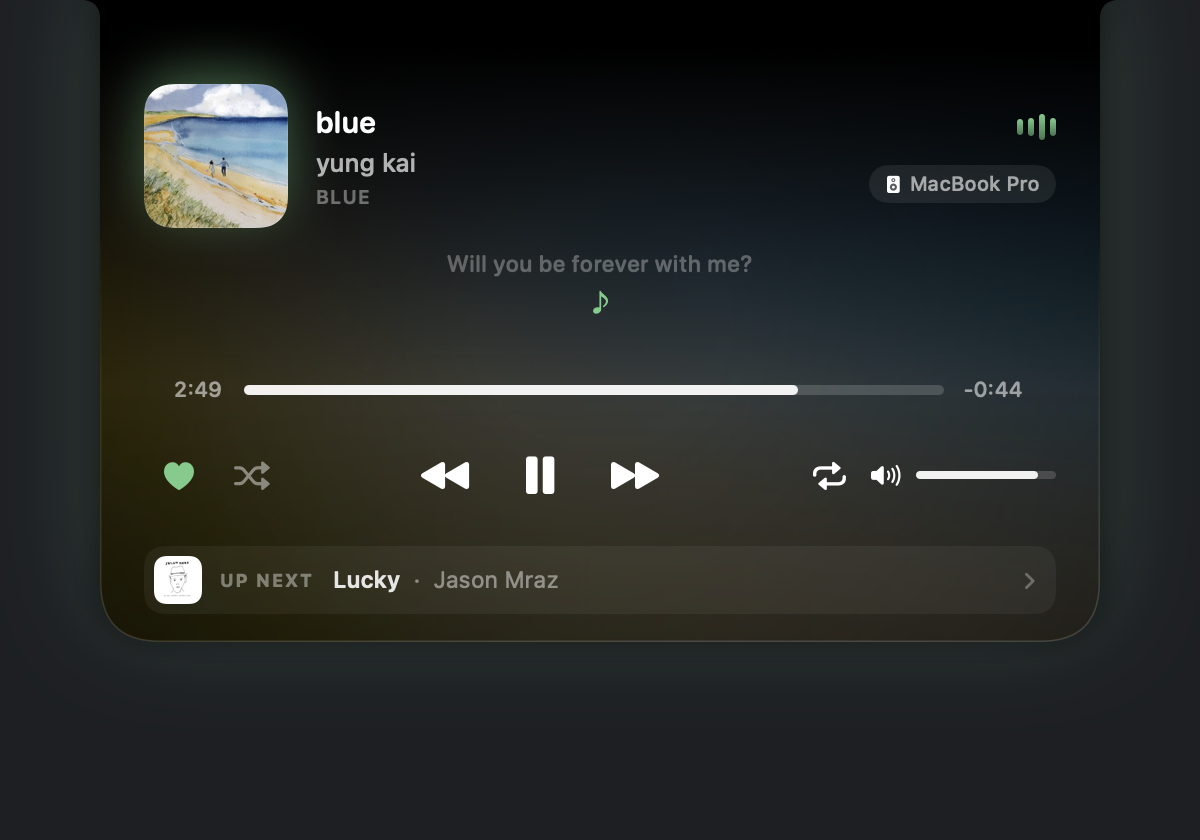 blue
yung kai
BLUE
MacBook Pro
Will you be forever with me?
2:49
-0:44
UP NEXT Lucky · Jason Mraz